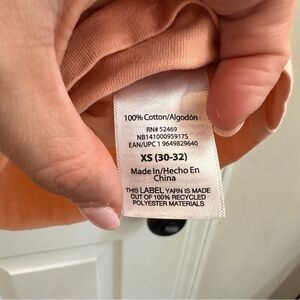 100% Cotton/Algodón
RN# 52469
NB141000959175
EAN/UPC 1 9649829640
XS (30-32)
Made In/Hecho En
China
THIS LABEL YARN IS MADE
OUT OF 100% RECYCLED
POLYESTER MATERIALS